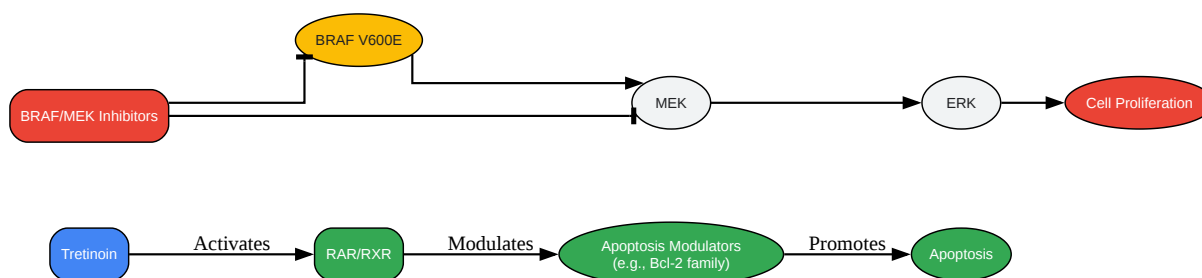 BRAF V600E
BRAF/MEK Inhibitors
MEK
ERK
Cell Proliferation
Tretinoin
Activates
RAR/RXR
Modulates
Apoptosis Modulators
(e.g., Bcl-2 family)
Promotes
Apoptosis